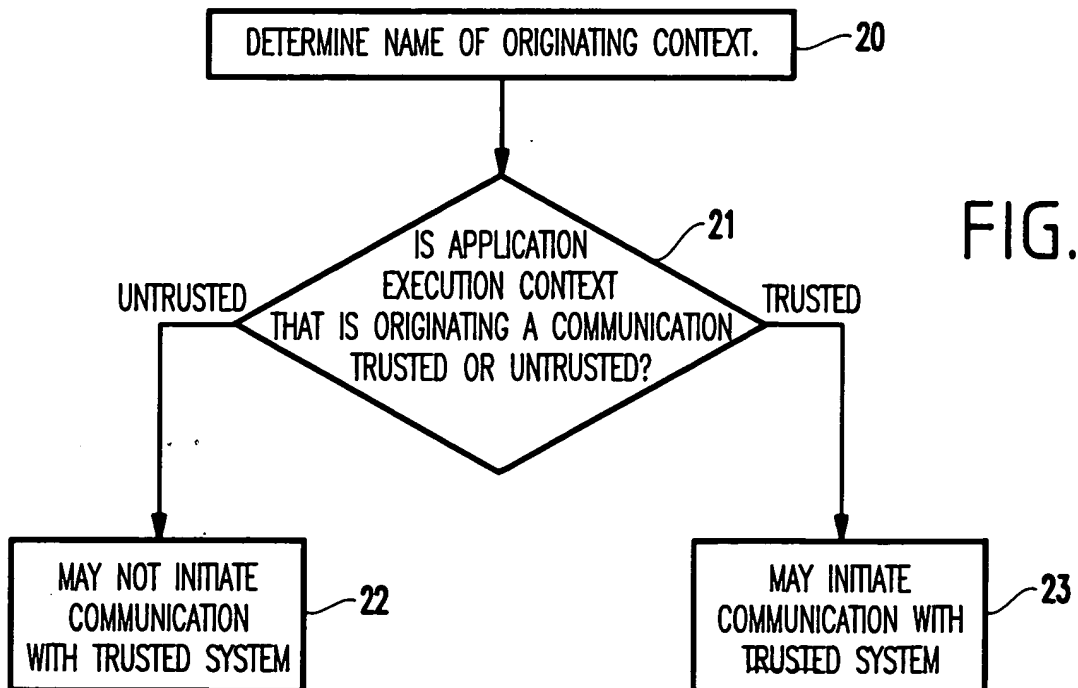 DETERMINE NAME OF ORIGINATING CONTEXT.
20
21
IS APPLICATION
EXECUTION CONTEXT
THAT IS ORIGINATING A COMMUNICATION
TRUSTED OR UNTRUSTED?
UNTRUSTED
TRUSTED
FIG.
MAY NOT INITIATE
COMMUNICATION
WITH TRUSTED SYSTEM
22
MAY INITIATE
COMMUNICATION WITH
TRUSTED SYSTEM
23